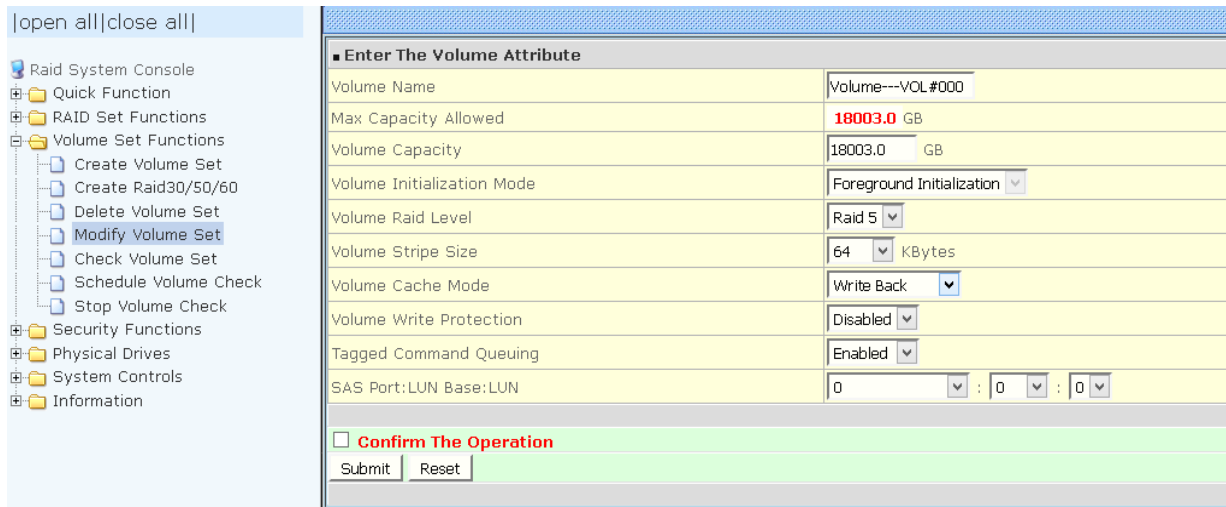 |open all|close all|
Raid System Console
Quick Function
RAID Set Functions
Volume Set Functions
Create Volume Set
Create Raid30/50/60
Delete Volume Set
Modify Volume Set
Check Volume Set
Schedule Volume Check
Stop Volume Check
Security Functions
Physical Drives
System Controls
Information
Enter The Volume Attribute
Volume Name Volume---VOL#000
Max Capacity Allowed 18003.0 GB
Volume Capacity 18003.0 GB
Volume Initialization Mode Foreground Initialization
Volume Raid Level Raid 5
Volume Stripe Size 64 KBytes
Volume Cache Mode Write Back
Volume Write Protection Disabled
Tagged Command Queuing Enabled
SAS Port:LUN Base:LUN 0 : 0 : 0
Confirm The Operation
Submit Reset